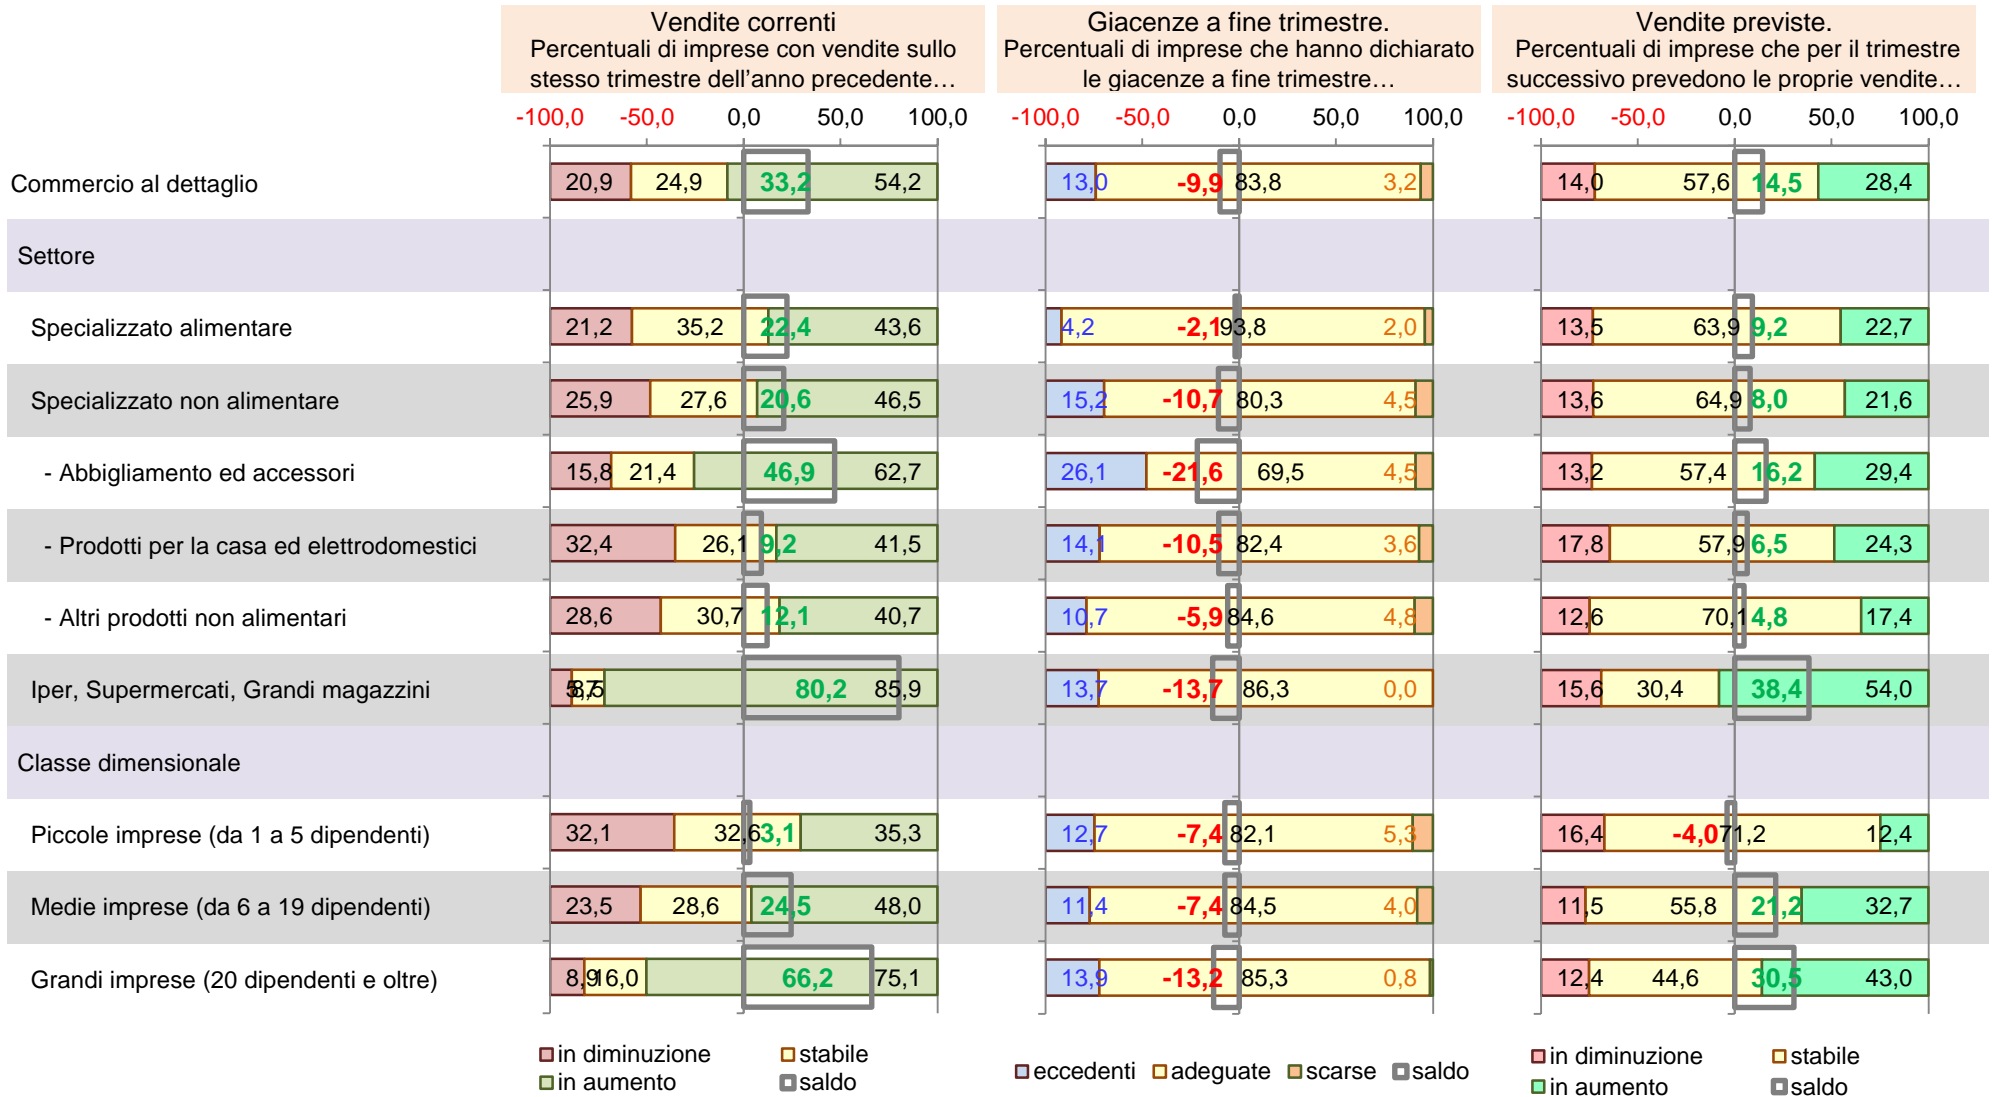 Vendite correnti
Percentuali di imprese con vendite sullo
stesso trimestre dell'anno precedente…
Giacenze a fine trimestre.
Percentuali di imprese che hanno dichiarato
le giacenze a fine trimestre…
Vendite previste.
Percentuali di imprese che per il trimestre
successivo prevedono le proprie vendite…
-100,0 -50,0 0,0 50,0 100,0 -100,0 -50,0 0,0 50,0 100,0 -100,0 -50,0 0,0 50,0 100,0
Commercio al dettaglio 20,9 24,9 33,2 54,2 13,0 -9,9 83,8 3,2 14,0 57,6 14,5 28,4
Settore
Specializzato alimentare 21,2 35,2 22,4 43,6 4,2 -2,1 93,8 2,0 13,5 63,9 9,2 22,7
Specializzato non alimentare 25,9 27,6 20,6 46,5 15,2 -10,7 80,3 4,5 13,6 64,9 8,0 21,6
- Abbigliamento ed accessori 15,8 21,4 46,9 62,7 26,1 -21,6 69,5 4,5 13,2 57,4 16,2 29,4
- Prodotti per la casa ed elettrodomestici 32,4 26,1 9,2 41,5 14,1 -10,5 82,4 3,6 17,8 57,9 6,5 24,3
- Altri prodotti non alimentari 28,6 30,7 12,1 40,7 10,7 -5,9 84,6 4,8 12,6 70,1 4,8 17,4
Iper, Supermercati, Grandi magazzini 5,7 8,5 80,2 85,9 13,7 -13,7 86,3 0,0 15,6 30,4 38,4 54,0
Classe dimensionale
Piccole imprese (da 1 a 5 dipendenti) 32,1 32,6 3,1 35,3 12,7 -7,4 82,1 5,3 16,4 -4,0 71,2 12,4
Medie imprese (da 6 a 19 dipendenti) 23,5 28,6 24,5 48,0 11,4 -7,4 84,5 4,0 11,5 55,8 21,2 32,7
Grandi imprese (20 dipendenti e oltre) 8,9 16,0 66,2 75,1 13,9 -13,2 85,3 0,8 12,4 44,6 30,5 43,0
in diminuzione stabile
in aumento saldo
eccedenti adeguate scarse saldo
in diminuzione stabile
in aumento saldo